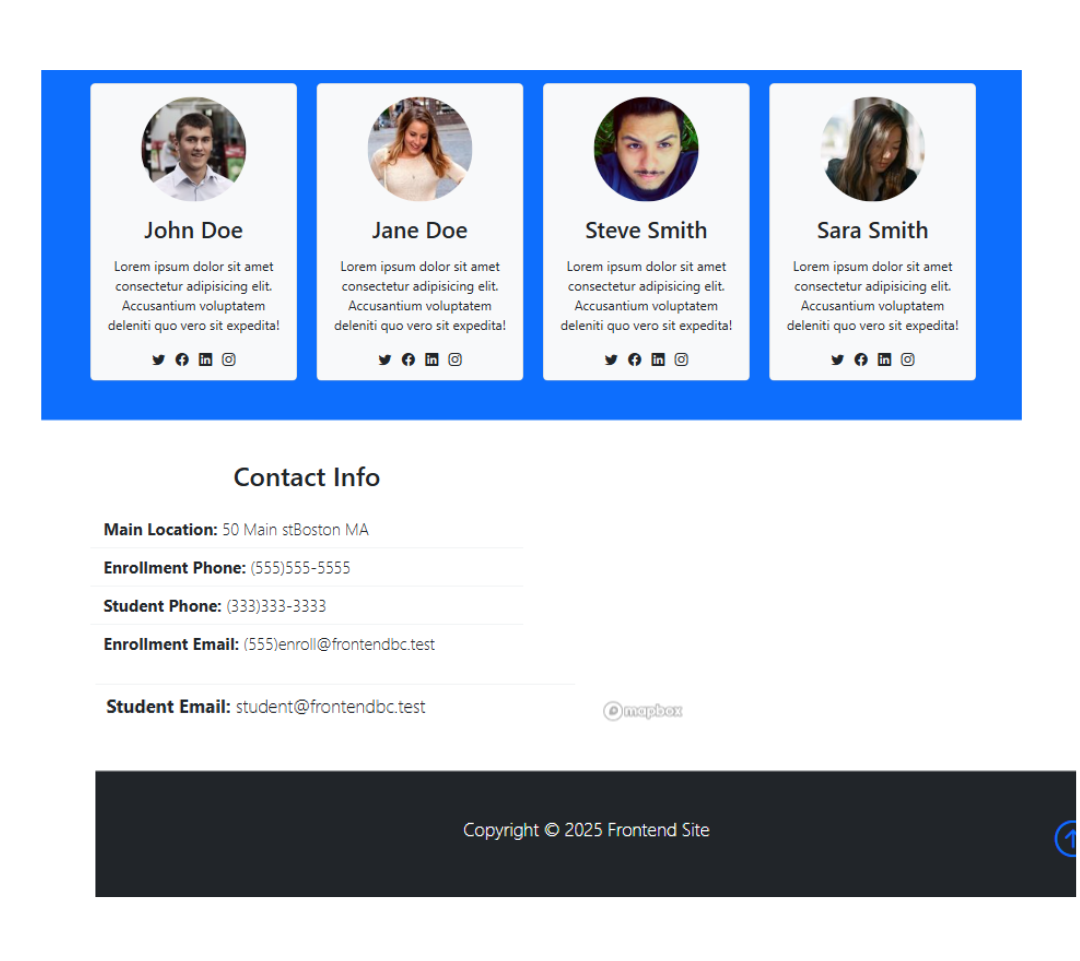 John Doe
Lorem ipsum dolor sit amet
consectetur adipisicing elit.
Accusantium voluptatem
deleniti quo vero sit expedita!
Jane Doe
Lorem ipsum dolor sit amet
consectetur adipisicing elit.
Accusantium voluptatem
deleniti quo vero sit expedita!
Steve Smith
Lorem ipsum dolor sit amet
consectetur adipisicing elit.
Accusantium voluptatem
deleniti quo vero sit expedita!
Sara Smith
Lorem ipsum dolor sit amet
consectetur adipisicing elit.
Accusantium voluptatem
deleniti quo vero sit expedita!
Contact Info
Main Location: 50 Main stBoston MA
Enrollment Phone: (555)555-5555
Student Phone: (333)333-3333
Enrollment Email: (555)enroll@frontendbc.test
Student Email: student@frontendbc.test
mapbox
Copyright © 2025 Frontend Site